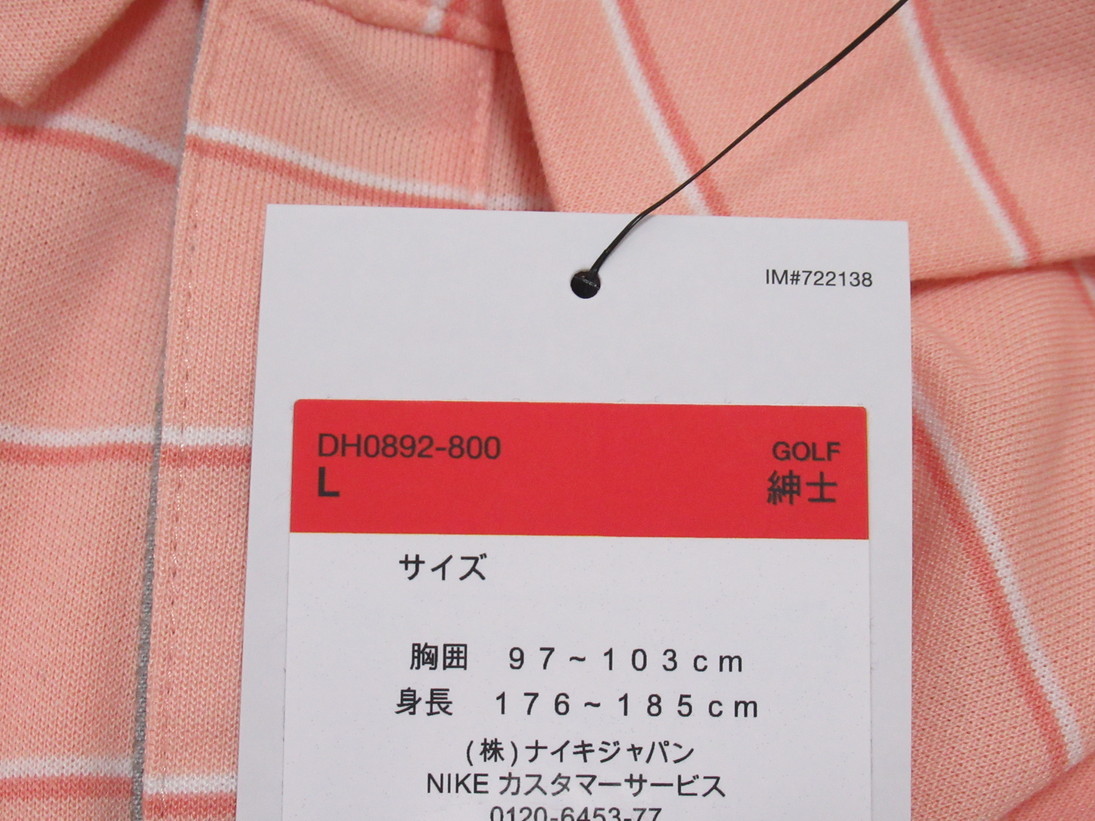 IM#722138
DH0892-800 GOLF
L 紳士
サイズ
胸囲 97~103cm
身長 176~185cm
(株)ナイキジャパン
NIKE カスタマーサービス
0120-6453-77